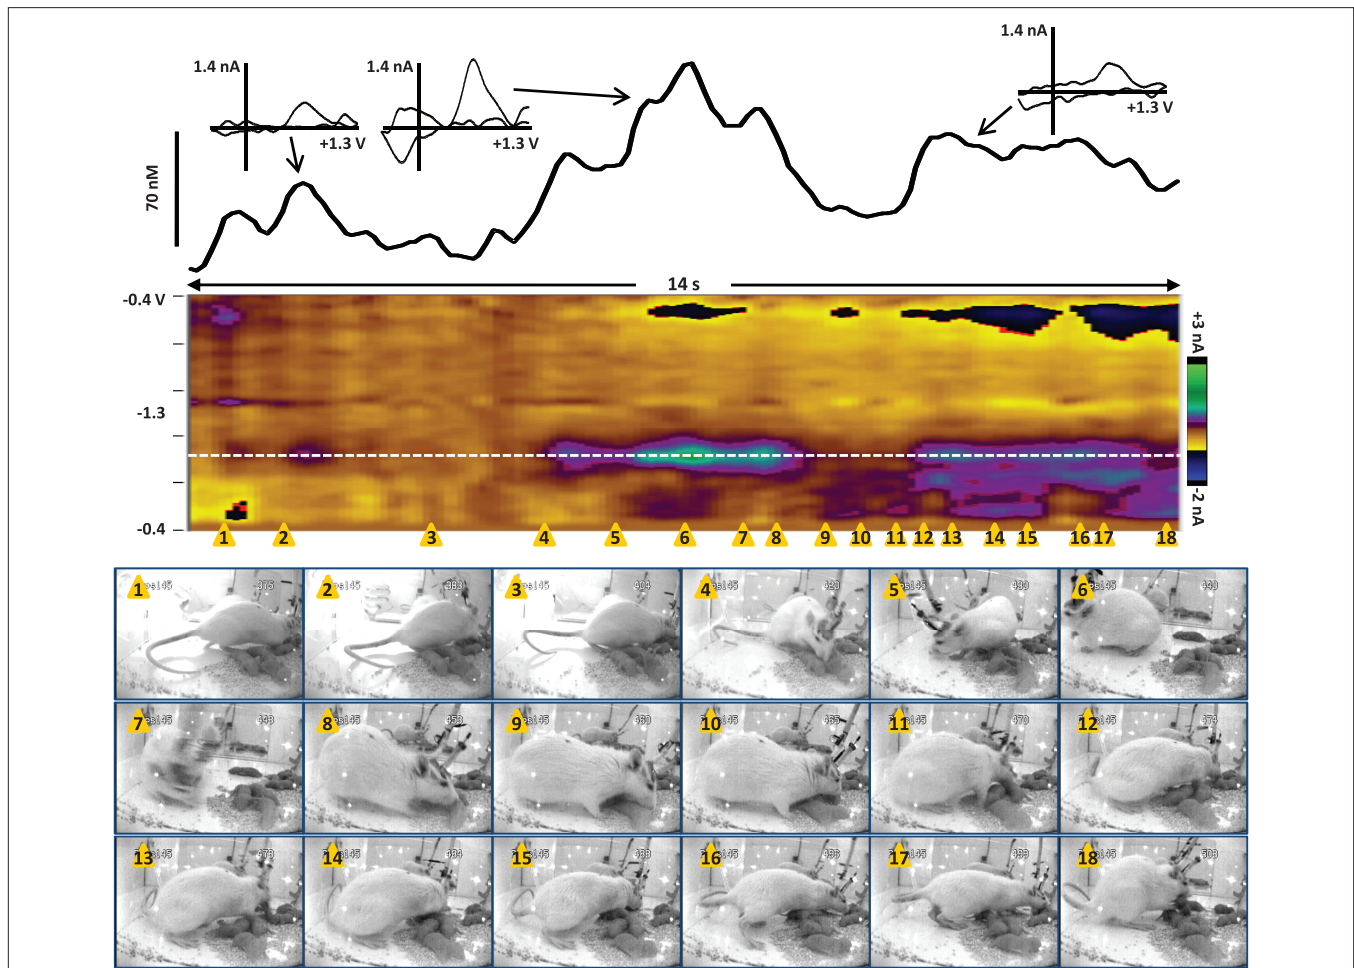 1.4 nA
+1.3 V
1.4 nA
+1.3 V
1.4 nA
+1.3 V
70 nM
14 s
-0.4 V
-1.3
-0.4
+3 nA
-2 nA
1 2 3 4 5 6 7 8 9 10 11 12 13 14 15 16 17 18
1 2 3 4 5 6
7 8 9 10 11 12
13 14 15 16 17 18